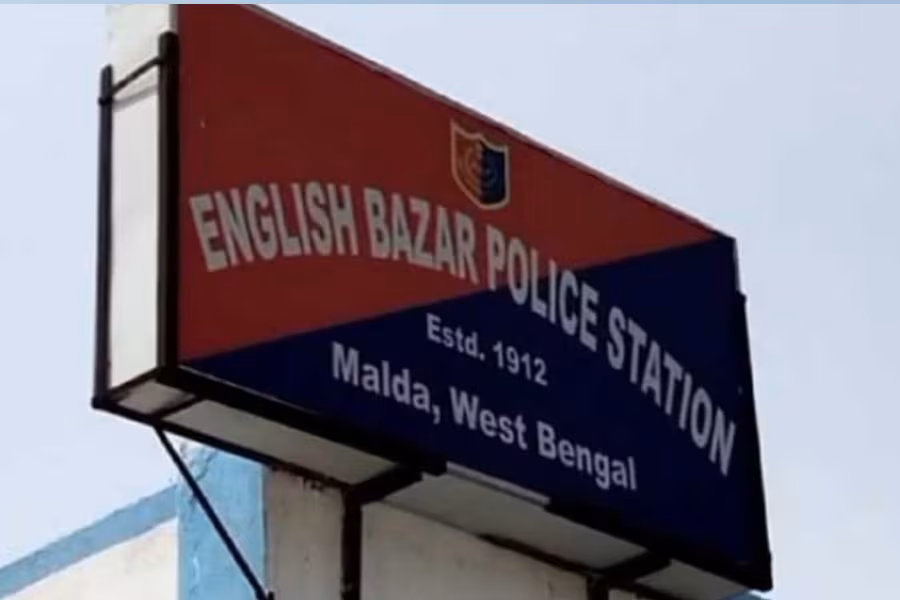 ENGLISH BAZAR POLICE STATION
Estd. 1912
Malda, West Bengal